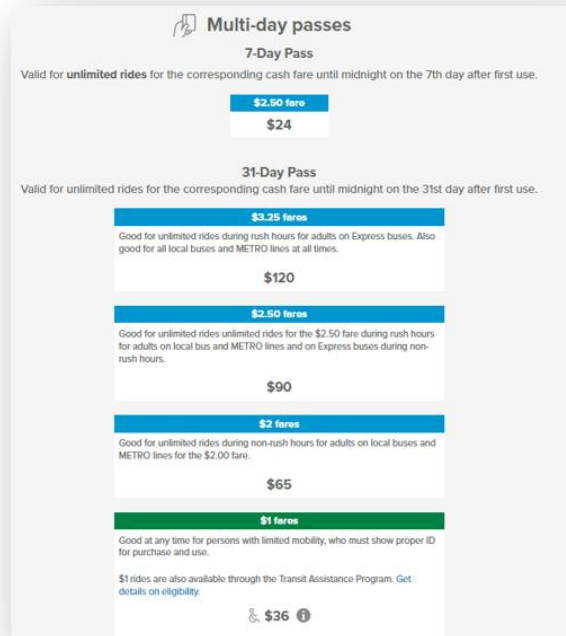 Multi-day passes
7-Day Pass
Valid for unlimited rides for the corresponding cash fare until midnight on the 7th day after first use.
$2.50 fare
$24
31-Day Pass
Valid for unlimited rides for the corresponding cash fare until midnight on the 31st day after first use.
$3.25 fares
Good for unlimited rides during rush hours for adults on Express buses. Also
good for all local buses and METRO lines at all times.
$120
$2.50 fares
Good for unlimited rides unlimited rides for the $2.50 fare during rush hours
for adults on local bus and METRO lines and on Express buses during non-
rush hours.
$90
$2 fares
Good for unlimited rides during non-rush hours for adults on local buses and
METRO lines for the $2.00 fare.
$65
$1 fares
Good at any time for persons with limited mobility, who must show proper ID
for purchase and use.
$1 rides are also available through the Transit Assistance Program. Get
details on eligibility.
$36